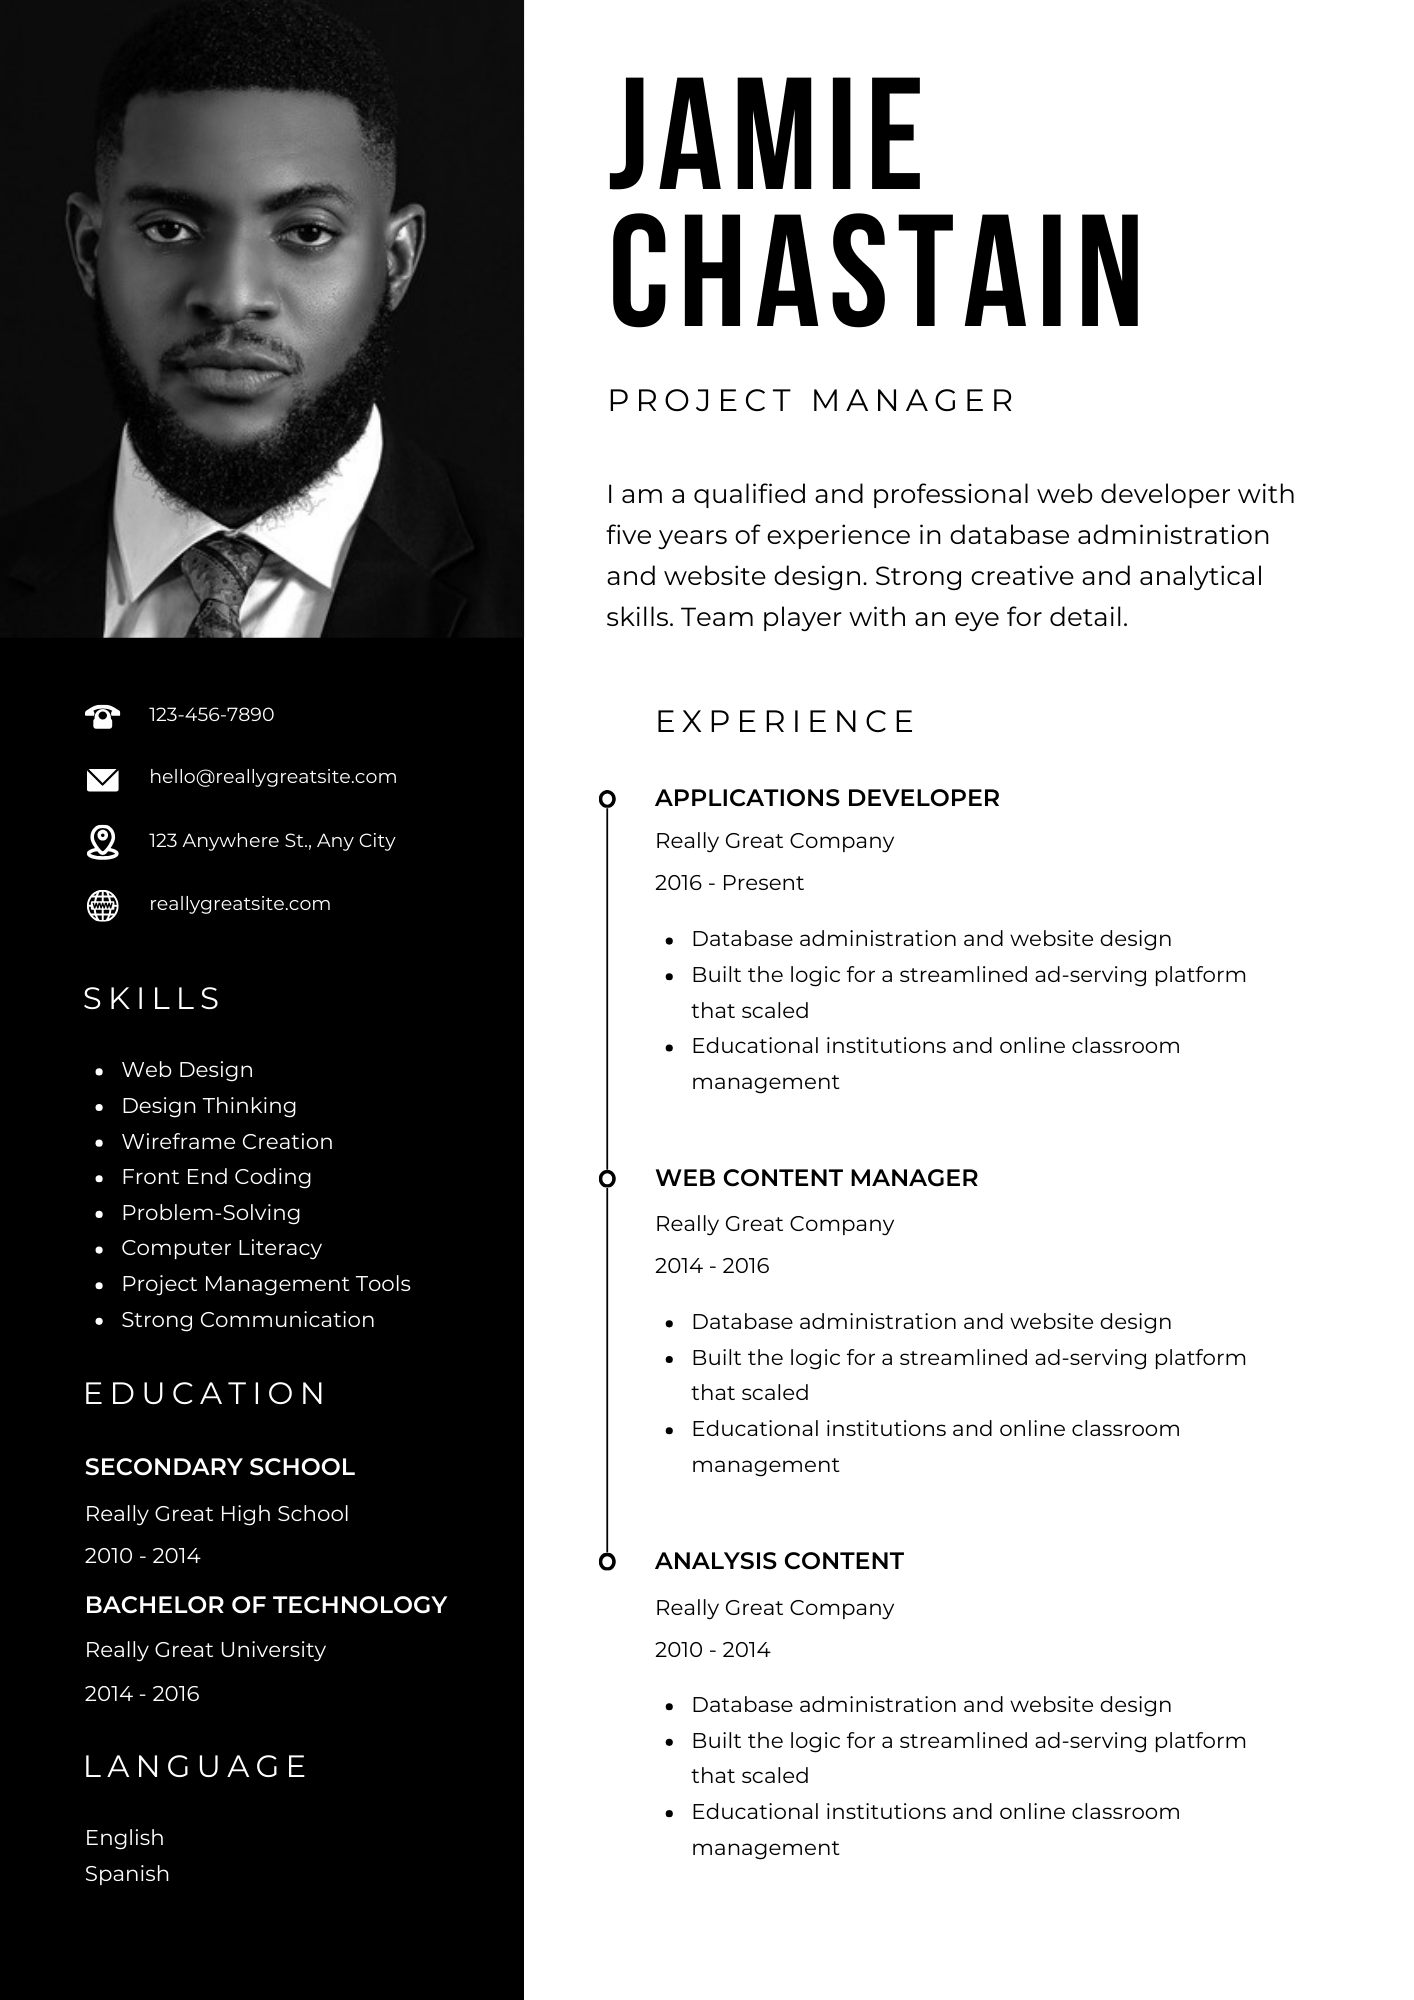 JAMIE
CHASTAIN
PROJECT MANAGER
I am a qualified and professional web developer with
five years of experience in database administration
and website design. Strong creative and analytical
skills. Team player with an eye for detail.
123-456-7890
hello@reallygreatsite.com
123 Anywhere St., Any City
WWW
reallygreatsite.com
SKILLS
• Web Design
• Design Thinking
• Wireframe Creation
• Front End Coding
• Problem-Solving
• Computer Literacy
• Project Management Tools
• Strong Communication
EDUCATION
SECONDARY SCHOOL
Really Great High School
2010 - 2014
BACHELOR OF TECHNOLOGY
Really Great University
2014 - 2016
LANGUAGE
English
Spanish
EXPERIENCE
APPLICATIONS DEVELOPER
Really Great Company
2016 - Present
• Database administration and website design
• Built the logic for a streamlined ad-serving platform
that scaled
• Educational institutions and online classroom
management
WEB CONTENT MANAGER
Really Great Company
2014 - 2016
• Database administration and website design
• Built the logic for a streamlined ad-serving platform
that scaled
• Educational institutions and online classroom
management
ANALYSIS CONTENT
Really Great Company
2010 - 2014
• Database administration and website design
• Built the logic for a streamlined ad-serving platform
that scaled
• Educational institutions and online classroom
management